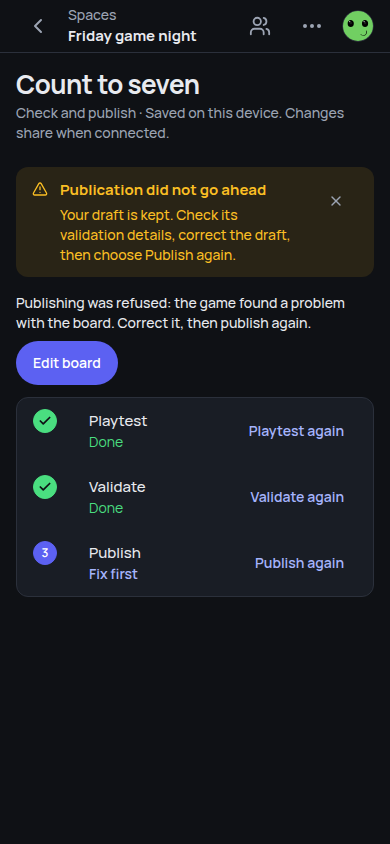 Spaces
Friday game night
Count to seven
Check and publish · Saved on this device. Changes
share when connected.
Publication did not go ahead
Your draft is kept. Check its
validation details, correct the draft,
then choose Publish again.
Publishing was refused: the game found a problem
with the board. Correct it, then publish again.
Edit board
Playtest
Done
Playtest again
Validate
Done
Validate again
3
Publish
Fix first
Publish again